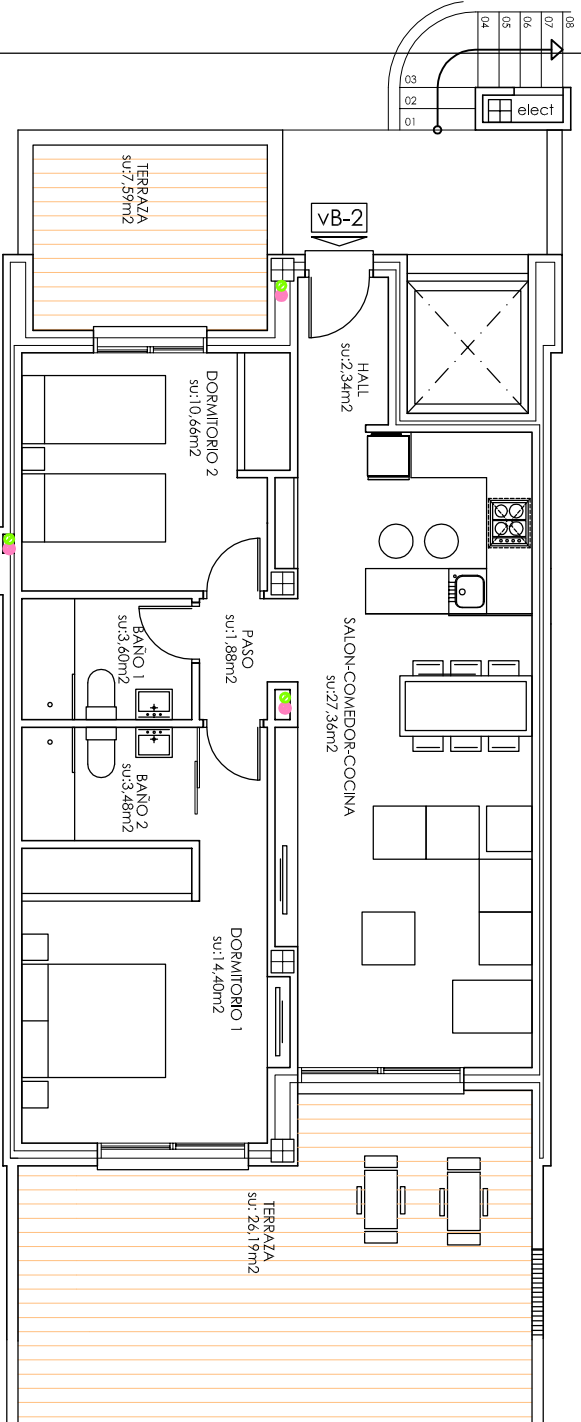 08
07
06
05
04
03
02
01
elect
TERRAZA
su:7,59m2
vB-2
HALL
su:2,34m2
DORMITORIO 2
su:10,66m2
PASO
su:1,88m2
BAÑO 1
su:3,60m2
SALON-COMEDOR-COCINA
su:27,36m2
BAÑO 2
su:3,48m2
DORMITORIO 1
su:14,40m2
TERRAZA
su: 26,19m2